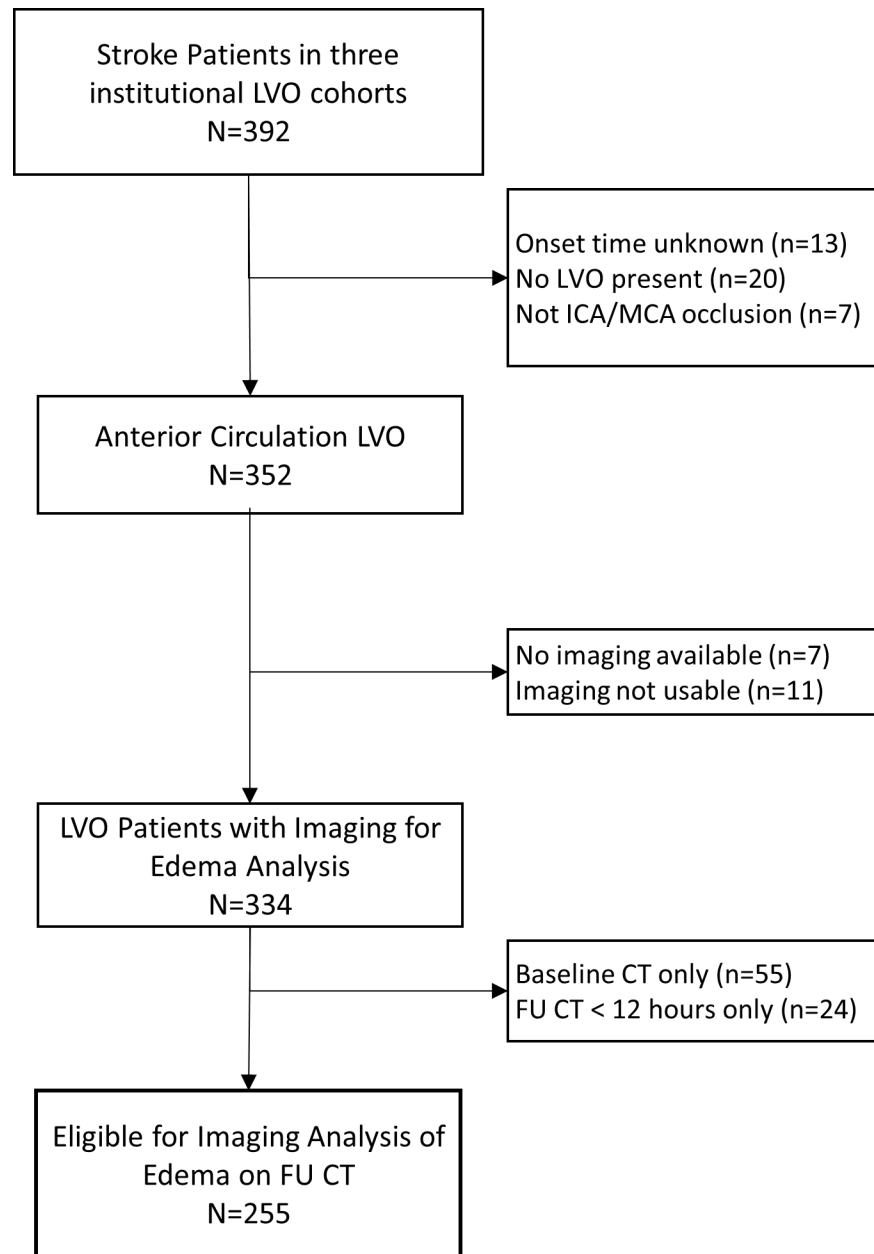 Stroke Patients in three
institutional LVO cohorts
N=392
Onset time unknown (n=13)
No LVO present (n=20)
Not ICA/MCA occlusion (n=7)
Anterior Circulation LVO
N=352
No imaging available (n=7)
Imaging not usable (n=11)
LVO Patients with Imaging for
Edema Analysis
N=334
Baseline CT only (n=55)
FU CT < 12 hours only (n=24)
Eligible for Imaging Analysis of
Edema on FU CT
N=255